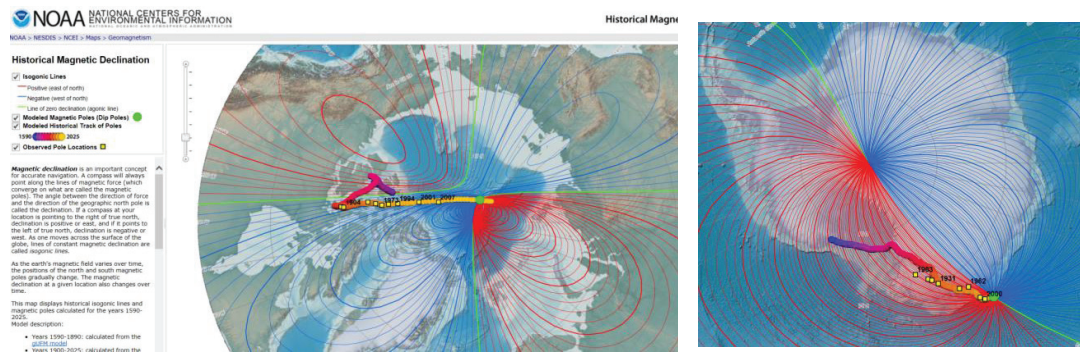 NOAA
NATIONAL CENTERS FOR
ENVIRONMENTAL INFORMATION
NATIONAL OCEANIC AND ATMOSPHERIC ADMINISTRATION
Historical Magne
NOAA > NESDIS > NCEI > Maps > Geomagnetism
Historical Magnetic Declination
Isogonic Lines
Positive (east of north)
Negative (west of north)
Line of zero declination (agonic line)
Modeled Magnetic Poles (Dip Poles)
Modeled Historical Track of Poles
1590 2025
Observed Pole Locations
Magnetic declination is an important concept
for accurate navigation. A compass will always
point along the lines of magnetic force (which
converge on what are called the magnetic
poles). The angle between the direction of force
and the direction of the geographic north pole is
called the declination. If a compass at your
location is pointing to the right of true north,
declination is positive or east, and if it points to
the left of true north, declination is negative or
west. As one moves across the surface of the
globe, lines of constant magnetic declination are
called isogonic lines.
As the earth's magnetic field varies over time,
the positions of the north and south magnetic
poles gradually change. The magnetic
declination at a given location also changes over
time.
This map displays historical isogonic lines and
magnetic poles calculated for the years 1590-
2025.
Model description:
• Years 1590-1890: calculated from the
gUFM model
• Years 1900-2025: calculated from the
1931